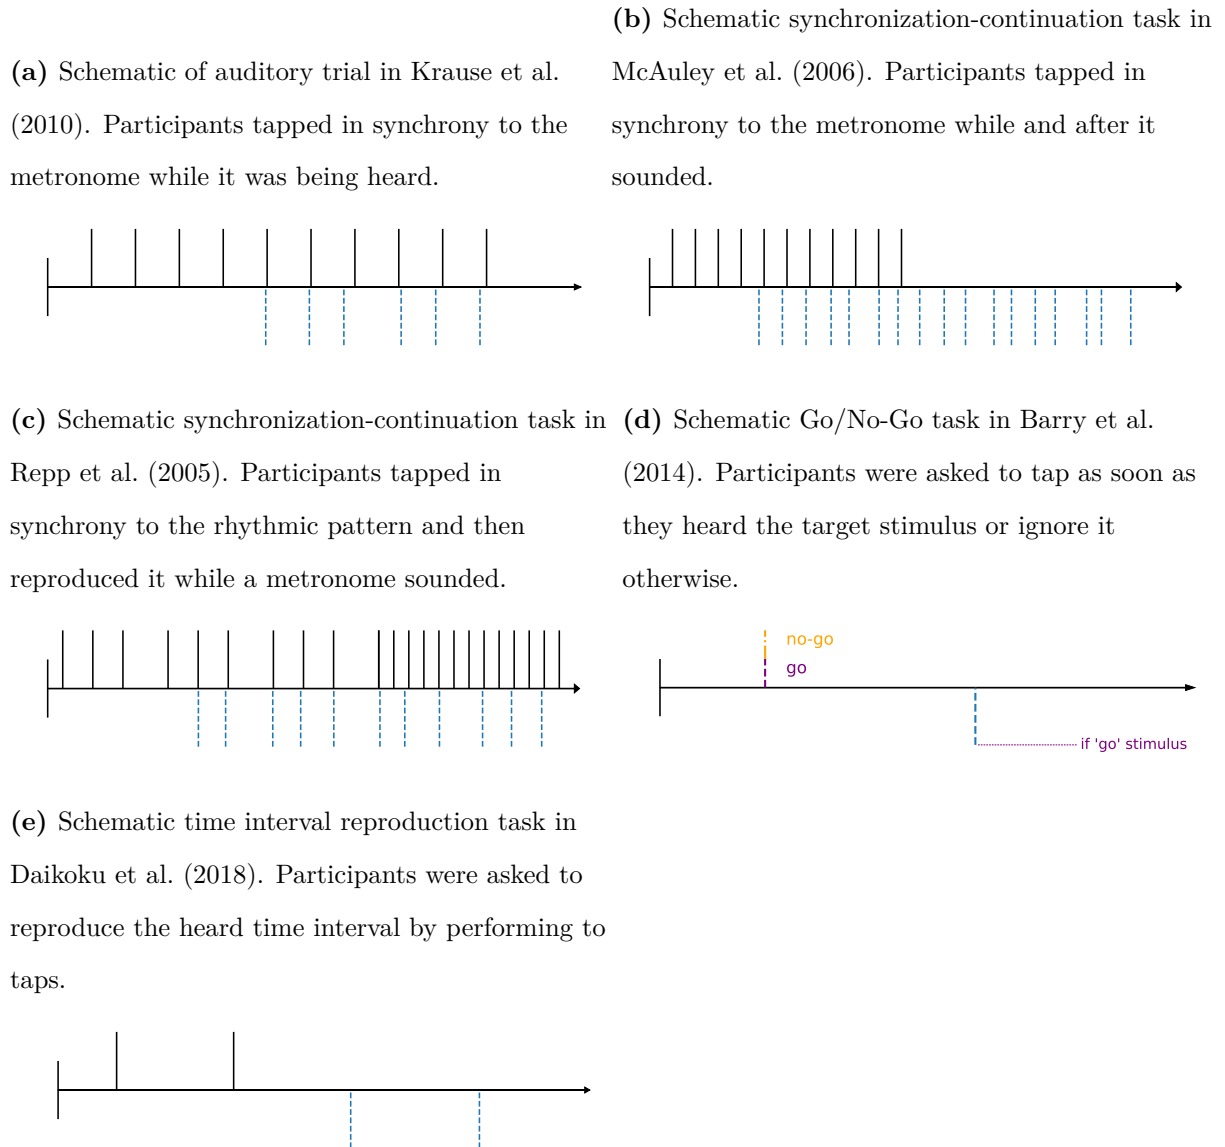 (a) Schematic of auditory trial in Krause et al.
(2010). Participants tapped in synchrony to the
metronome while it was being heard.
(b) Schematic synchronization-continuation task in
McAuley et al. (2006). Participants tapped in
synchrony to the metronome while and after it
sounded.
(c) Schematic synchronization-continuation task in
Repp et al. (2005). Participants tapped in
synchrony to the rhythmic pattern and then
reproduced it while a metronome sounded.
(d) Schematic Go/No-Go task in Barry et al.
(2014). Participants were asked to tap as soon as
they heard the target stimulus or ignore it
otherwise.
no-go
go
if 'go' stimulus
(e) Schematic time interval reproduction task in
Daikoku et al. (2018). Participants were asked to
reproduce the heard time interval by performing to
taps.